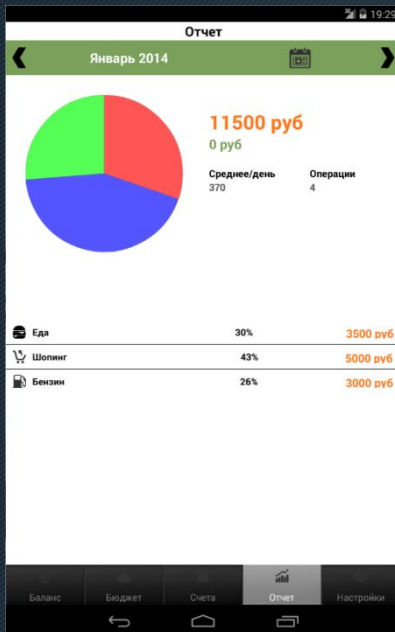 19:29
Отчет
Январь 2014
11500 руб
0 руб
Среднее/день Операции
370 4
Еда 30% 3500 руб
Шопинг 43% 5000 руб
Бензин 26% 3000 руб
Баланс Бюджет Счета Отчет Настройки